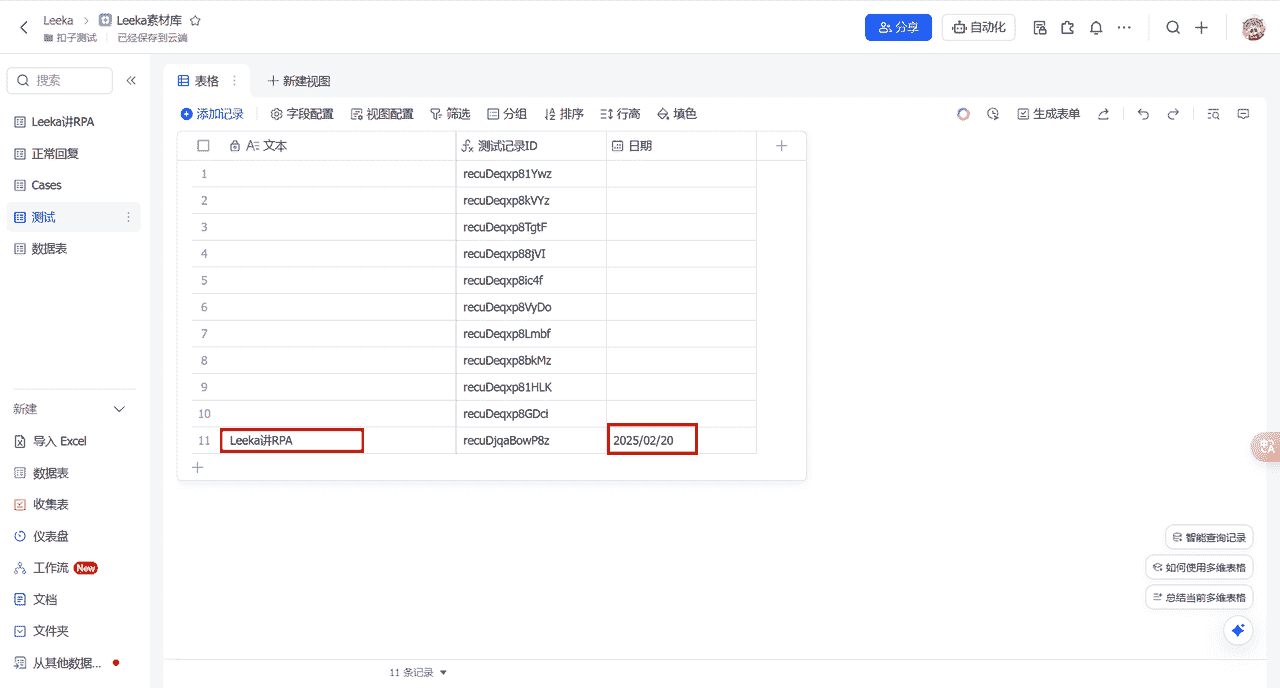 Leeka
Leeka素材库
扣子测试
已经保存到云端
分享
自动化
搜索
表格
新建视图
Leeka讲RPA
正常回复
Cases
测试
数据表
添加记录
字段配置
视图配置
筛选
分组
排序
行高
填色
生成表单
文本
测试记录ID
日期
1 recuDeqxp81Ywz
2 recuDeqxp8kVYz
3 recuDeqxp8TgtF
4 recuDeqxp88jVI
5 recuDeqxp8ic4f
6 recuDeqxp8VyDo
7 recuDeqxp8Lmbf
8 recuDeqxp8bkMz
9 recuDeqxp81HLK
10 recuDeqxp8GDci
11 Leeka讲RPA recuDjqaBowP8z 2025/02/20
新建
导入 Excel
数据表
收集表
仪表盘
工作流 New
文档
文件夹
从其他数据...
智能查询记录
如何使用多维表格
总结当前多维表格
11 条记录